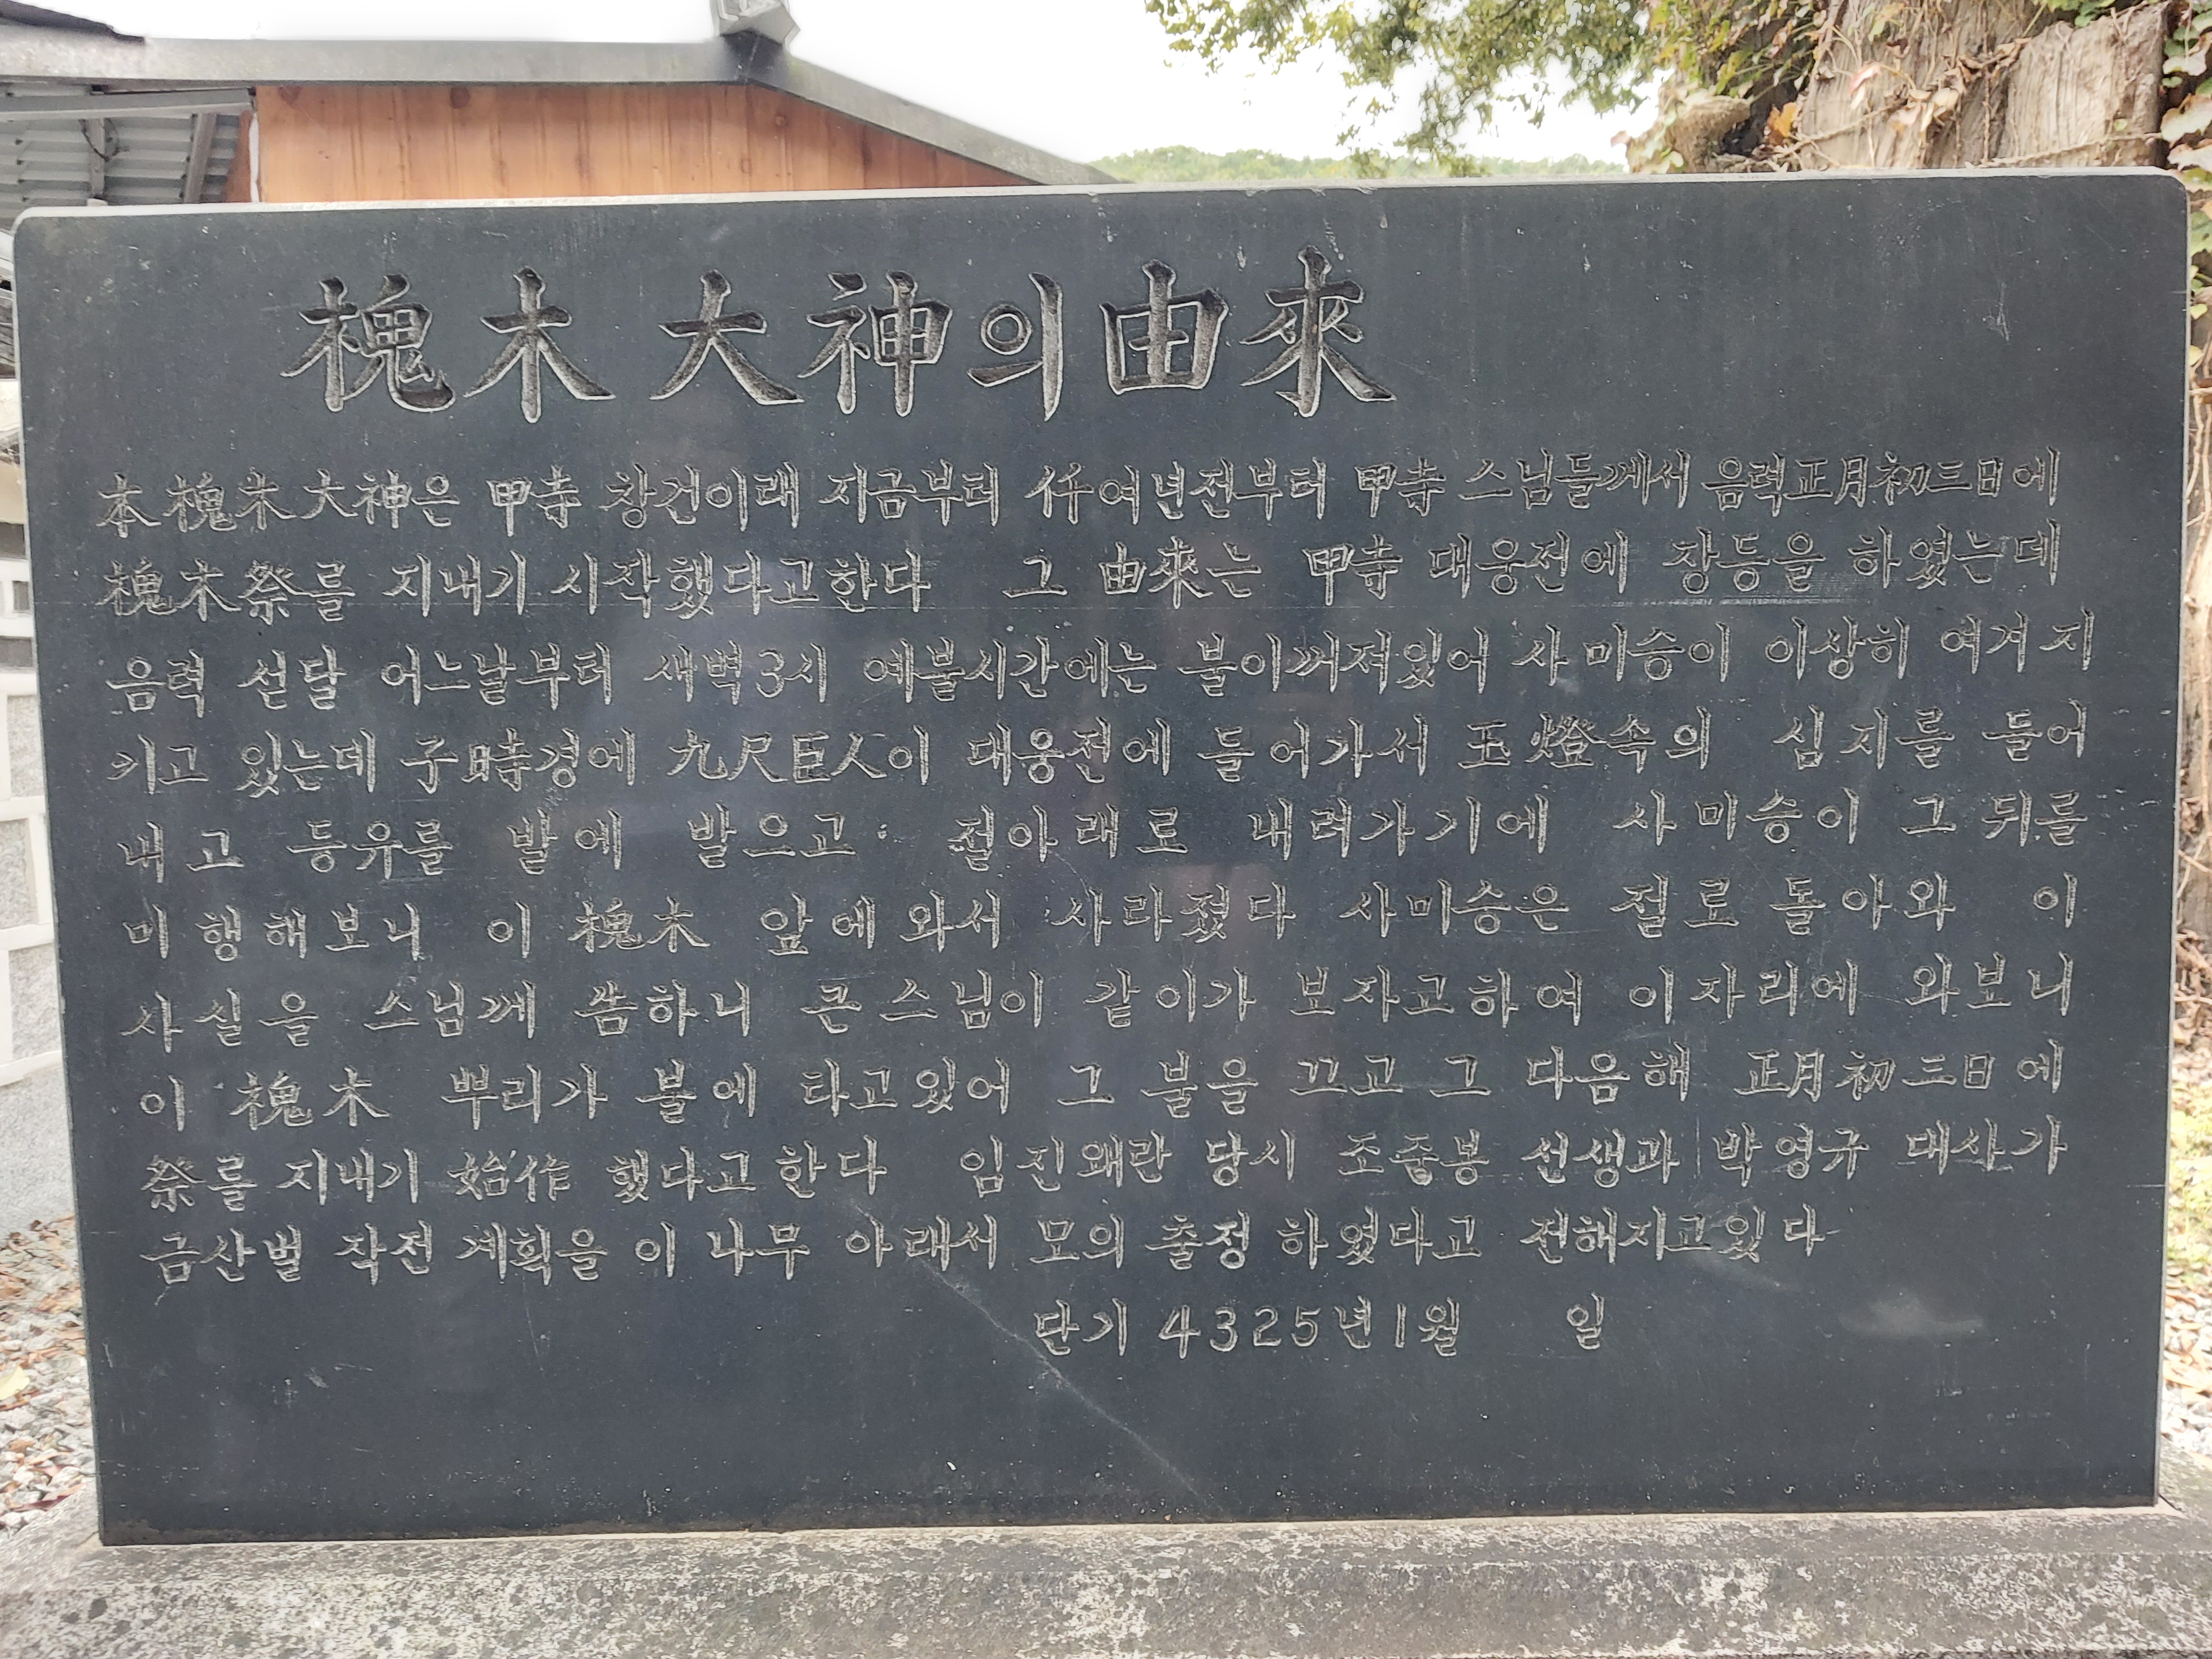 槐木 大神의 由來
本槐木大神은 甲寺 창건이래 지금부터 仟여년전부터 甲寺 스님들께서 음력正月初三日에
槐木祭를 지내기 시작했다고한다 그 由來는 甲寺 대웅전에 장등을 하였는데
음력 섣달 어느날부터 새벽3시 예불시간에는 불이꺼져있어 사미승이 이상히 여겨 지
키고 있는데 子時경에 九尺巨人이 대웅전에 들어가서 玉燈속의 심지를 들어
내고 등유를 발에 발으고 절아래로 내려가기에 사미승이 그 뒤를
미행해보니 이 槐木 앞에와서 사라졌다 사미승은 절로 돌아와 이
사실을 스님께 씀하니 큰스님이 같이가 보자고하여 이자리에 와보니
이 槐木 뿌리가 불에 타고있어 그 불을 끄고 그 다음해 正月初三日에
祭를 지내기 始作 했다고 한다 임진왜란 당시 조중봉 선생과 박영규 대사가
금산벌 작전 계획을 이 나무 아래서 모의 출정 하였다고 전해지고있다
단기 4325년1월 일